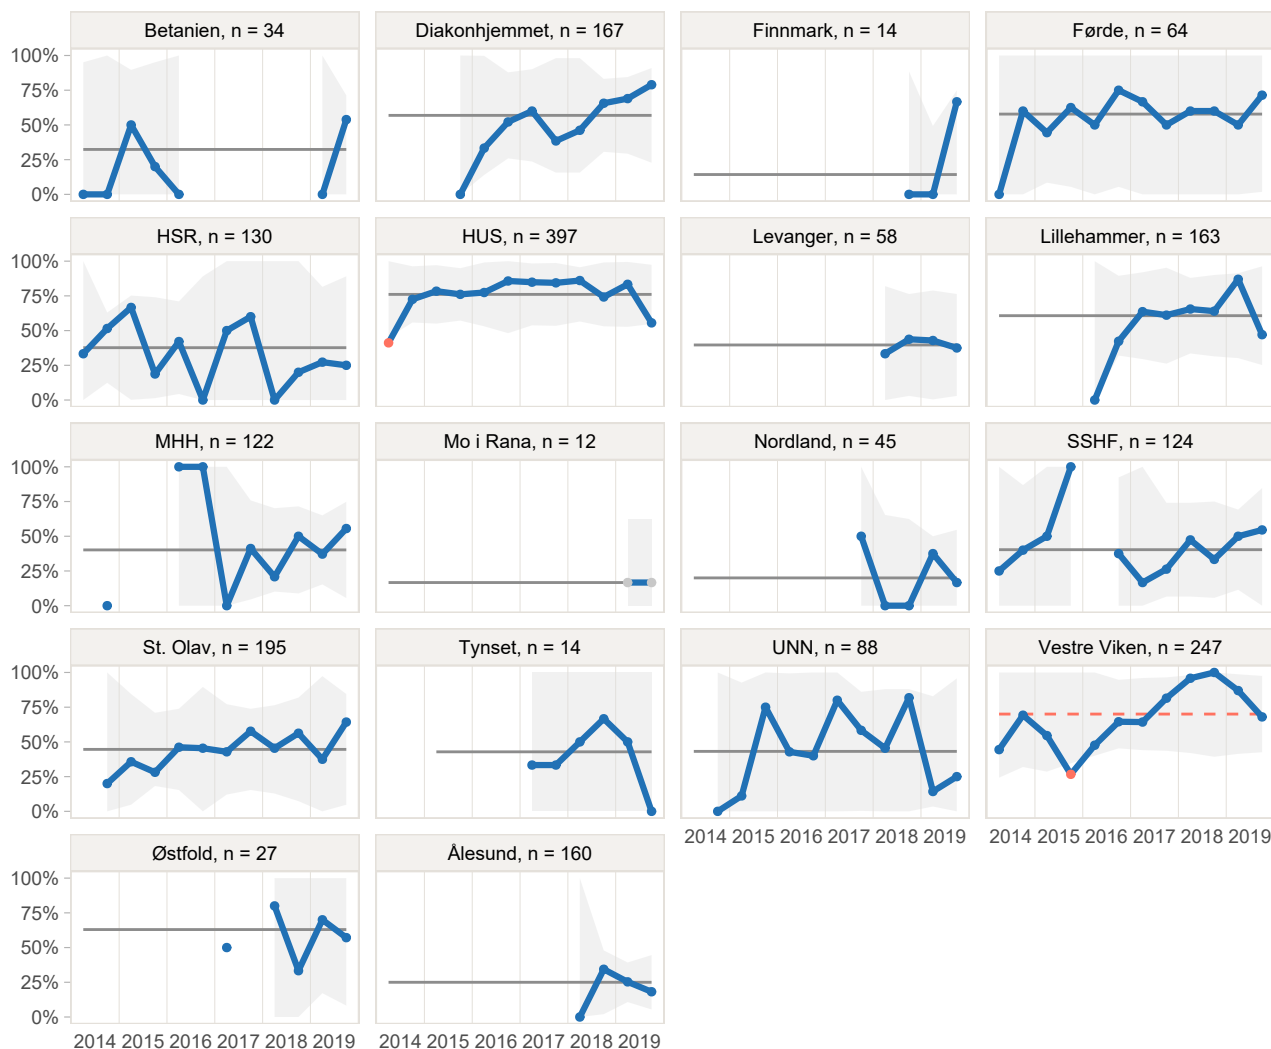 Betanien, n = 34
Diakonhjemmet, n = 167
Finnmark, n = 14
Førde, n = 64
100%
75%
50%
25%
0%
HSR, n = 130
HUS, n = 397
Levanger, n = 58
Lillehammer, n = 163
100%
75%
50%
25%
0%
MHH, n = 122
Mo i Rana, n = 12
Nordland, n = 45
SSHF, n = 124
100%
75%
50%
25%
0%
St. Olav, n = 195
Tynset, n = 14
UNN, n = 88
Vestre Viken, n = 247
100%
75%
50%
25%
0%
2014 2015 2016 2017 2018 2019
2014 2015 2016 2017 2018 2019
Østfold, n = 27
Ålesund, n = 160
100%
75%
50%
25%
0%
2014 2015 2016 2017 2018 2019
2014 2015 2016 2017 2018 2019